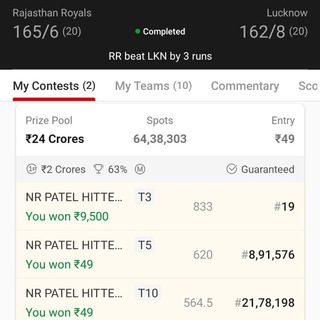 Rajasthan Royals Lucknow
165/6 (20) Completed 162/8 (20)
RR beat LKN by 3 runs
My Contests (2) My Teams (10) Commentary Sco
Prize Pool Spots Entry
₹24 Crores 64,38,303 ₹49
1st ₹2 Crores 63% M Guaranteed
NR PATEL HITTE... T3
833 #19
You won ₹9,500
NR PATEL HITTE... T5
620 #8,91,576
You won ₹49
NR PATEL HITTE... T10
564.5 #21,78,198
You won ₹49